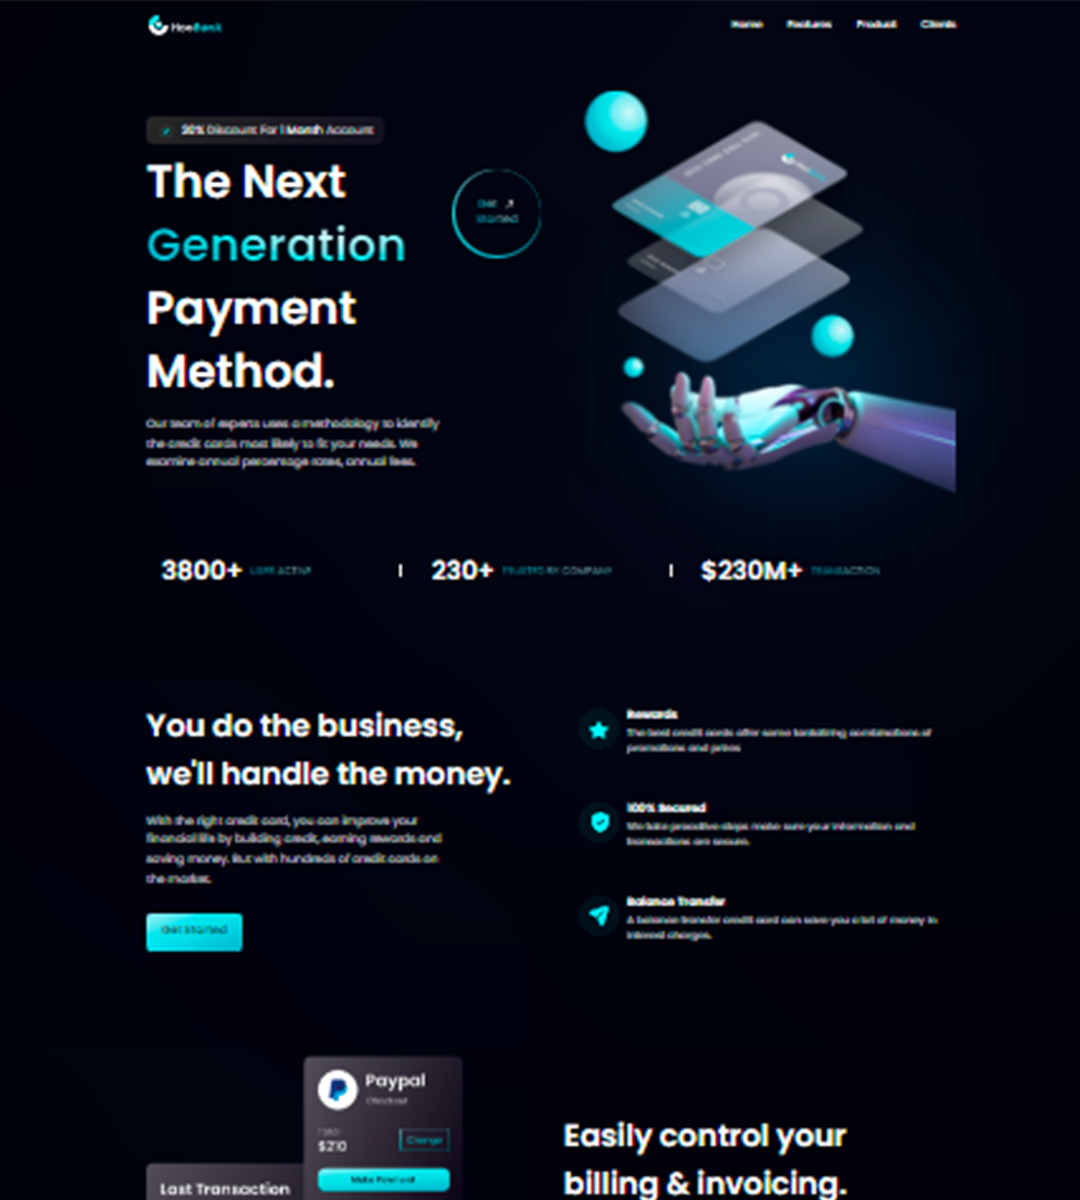 HooBank
Home Features Product Clients
20% Discount For 1 Month Account
The Next
Generation
Payment
Method.
Get
Started
Our team of experts uses a methodology to identify
the credit cards most likely to fit your needs. We
examine annual percentage rates, annual fees.
3800+ USER ACTIVE
230+ TRUSTED BY COMPANY
$230M+ TRANSACTION
You do the business,
we'll handle the money.
With the right credit card, you can improve your
financial life by building credit, earning rewards and
saving money. But with hundreds of credit cards on
the market.
Get Started
Rewards
The best credit cards offer some tantalizing combinations of
promotions and prizes
100% Secured
We take proactive steps make sure your information and
transactions are secure.
Balance Transfer
A balance transfer credit card can save you a lot of money in
interest charges.
Paypal
Checkout
$210
Change
Make Payment
Last Transaction
Easily control your
billing & invoicing.